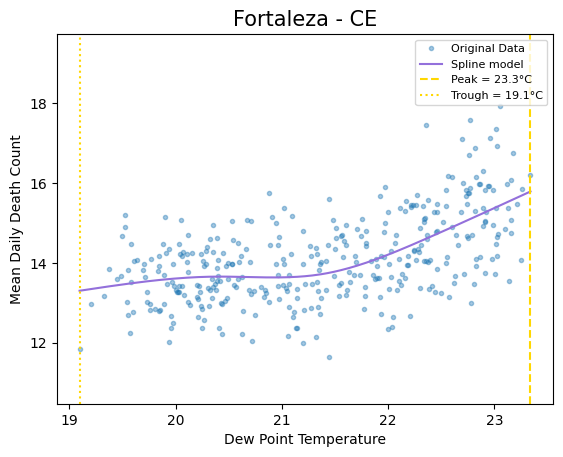 Fortaleza - CE
Original Data
Spline model
Peak = 23.3°C
Trough = 19.1°C
18
16
14
12
Mean Daily Death Count
19 20 21 22 23
Dew Point Temperature